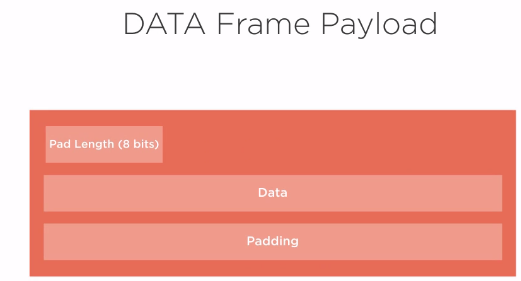 DATA Frame Payload
Pad Length (8 bits)
Data
Padding